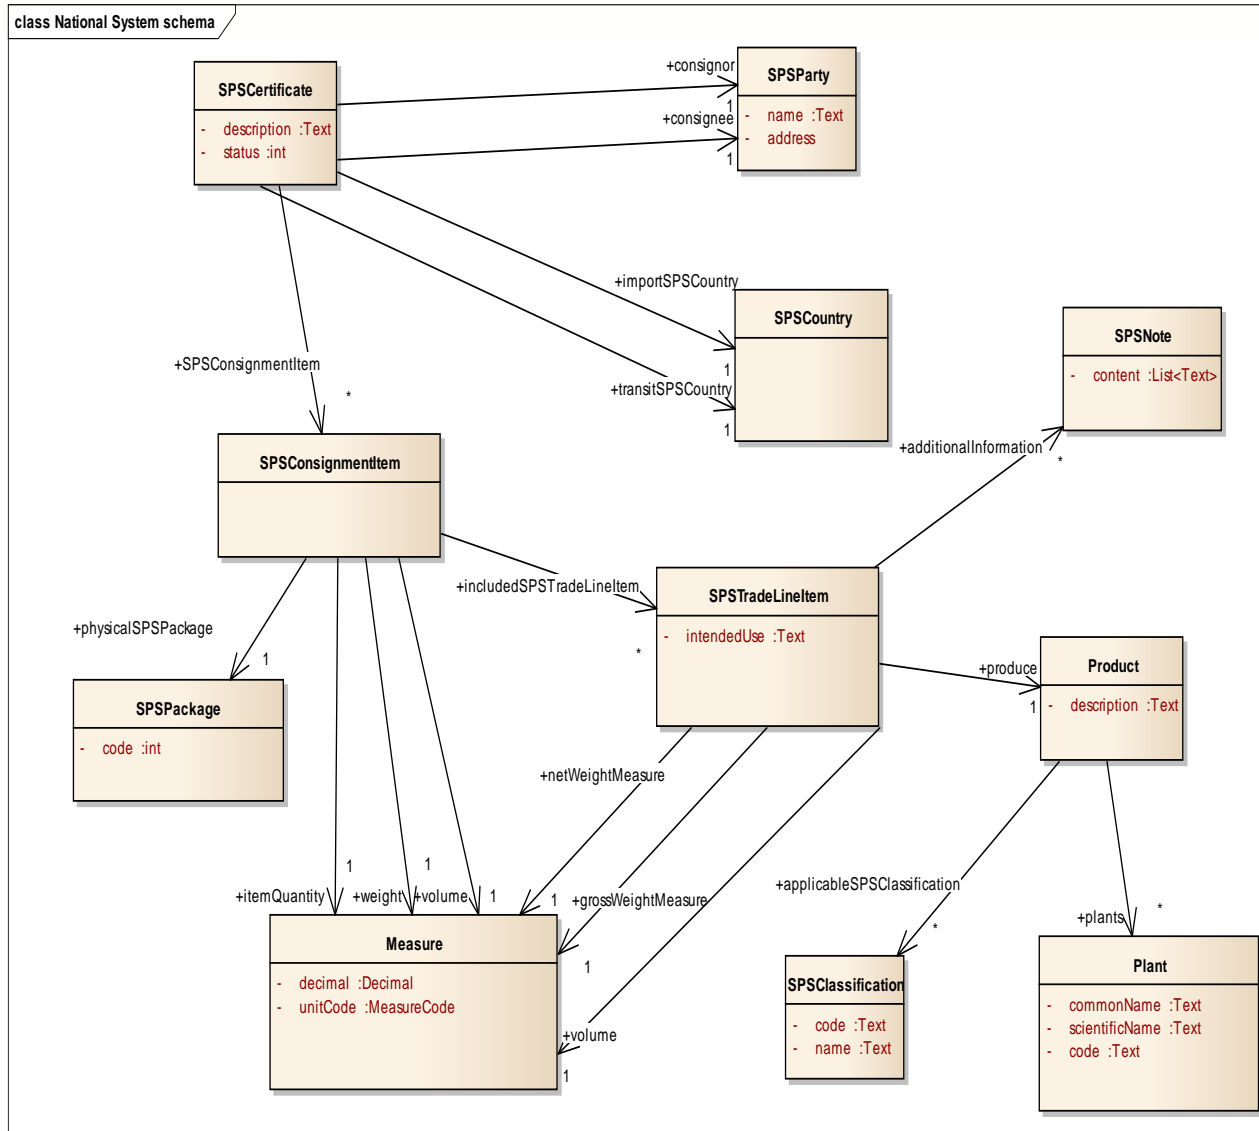 class National System schema
SPSCertificate
- description :Text
- status :int
+consignor
1
+consignee
1
SPSParty
- name :Text
- address
+importSPSCountry
1
+transitSPSCountry
1
SPSCountry
SPSNote
- content :List<Text>
+SPSConsignmentItem
*
+additionalInformation
*
SPSConsignmentItem
+includedSPSTradeLineItem
*
SPSTradeLineItem
- intendedUse :Text
+physicalSPSPackage
1
+produce
1
Product
- description :Text
SPSPackage
- code :int
+netWeightMeasure
1
+grossWeightMeasure
1
+itemQuantity
1
+weight
1
+volume
1
+applicableSPSClassification
*
+plants
*
Measure
- decimal :Decimal
- unitCode :MeasureCode
+volume
1
SPSClassification
- code :Text
- name :Text
Plant
- commonName :Text
- scientificName :Text
- code :Text